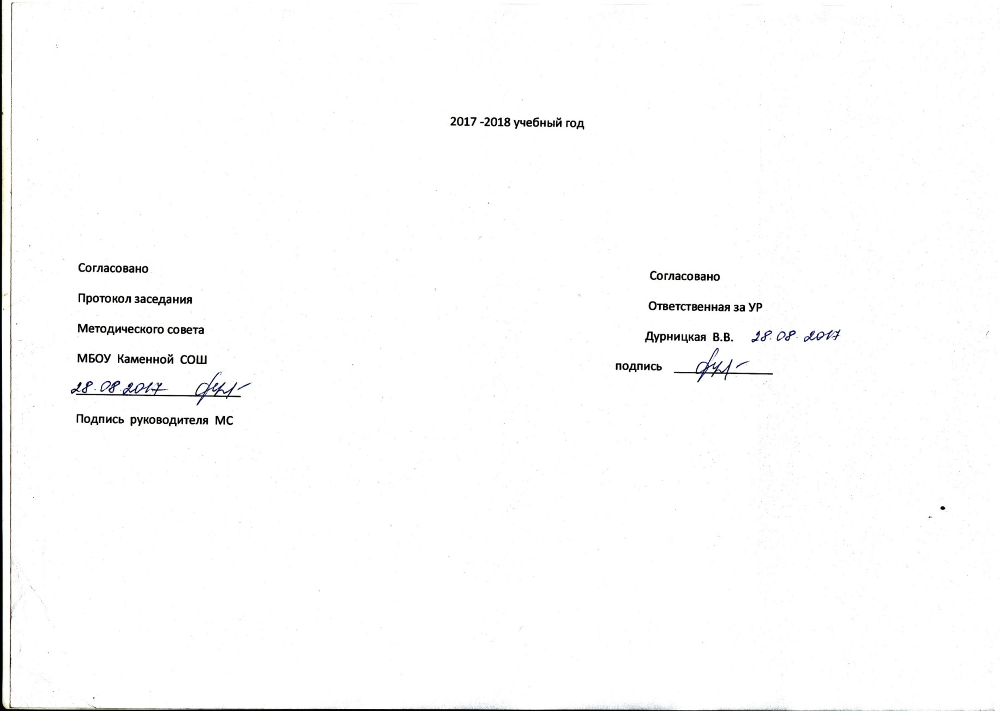 2017 -2018 учебный год
Согласовано
Протокол заседания
Методического совета
МБОУ Каменной СОШ
28.08.2017
Подпись руководителя МС
Согласовано
Ответственная за УР
Дурницкая В.В. 28.08.2017
подпись